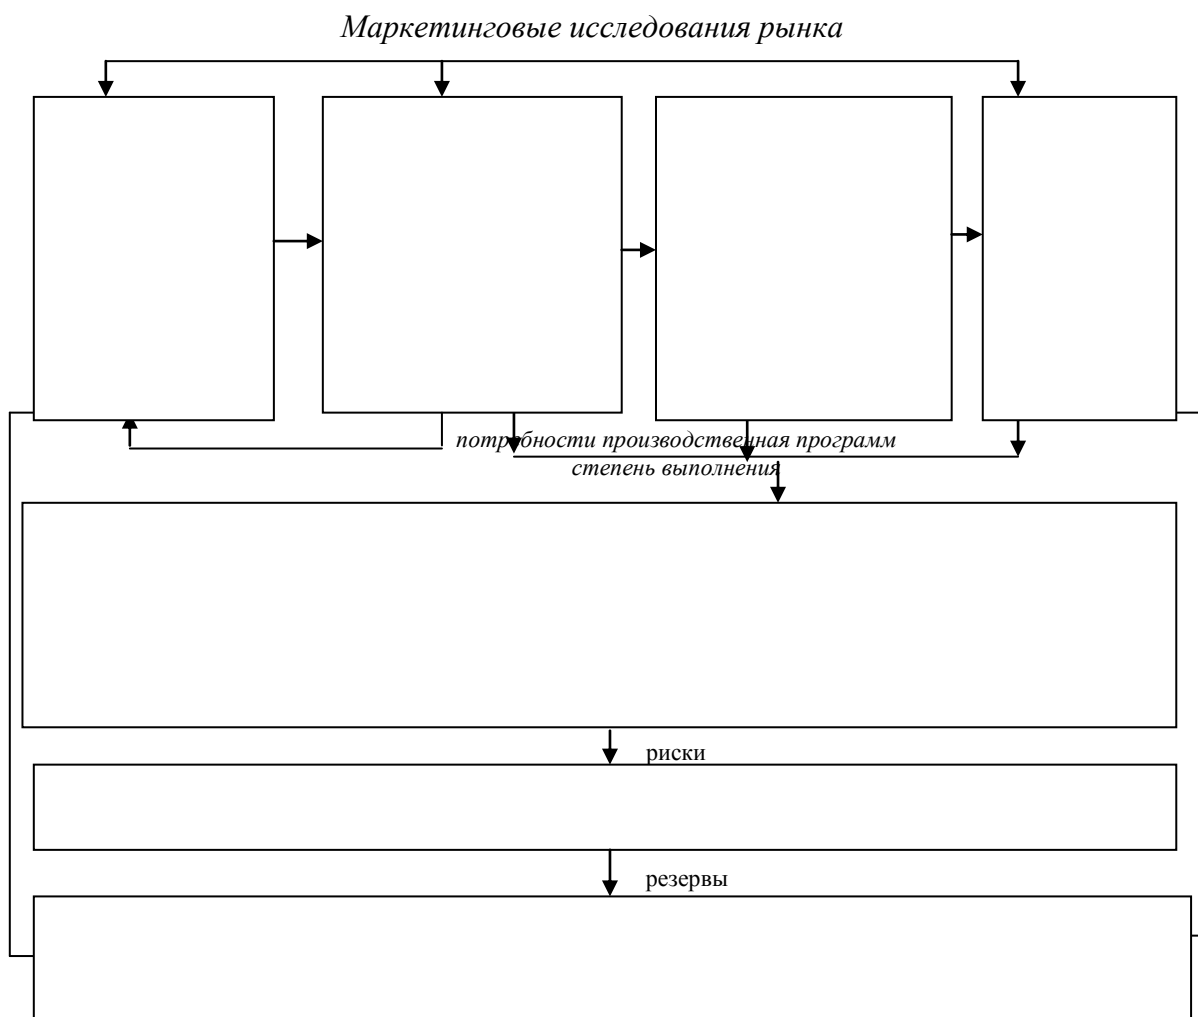 Маркетинговые исследования рынка
потребности производственная программ
степень выполнения
риски
резервы